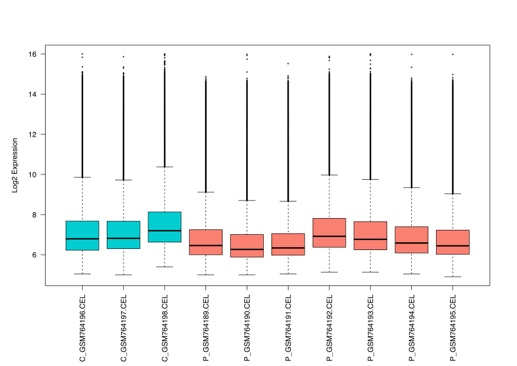 16
14
12
10
8
6
Log2 Expression
C_GSM764196.CEL
C_GSM764197.CEL
C_GSM764198.CEL
P_GSM764189.CEL
P_GSM764190.CEL
P_GSM764191.CEL
P_GSM764192.CEL
P_GSM764193.CEL
P_GSM764194.CEL
P_GSM764195.CEL